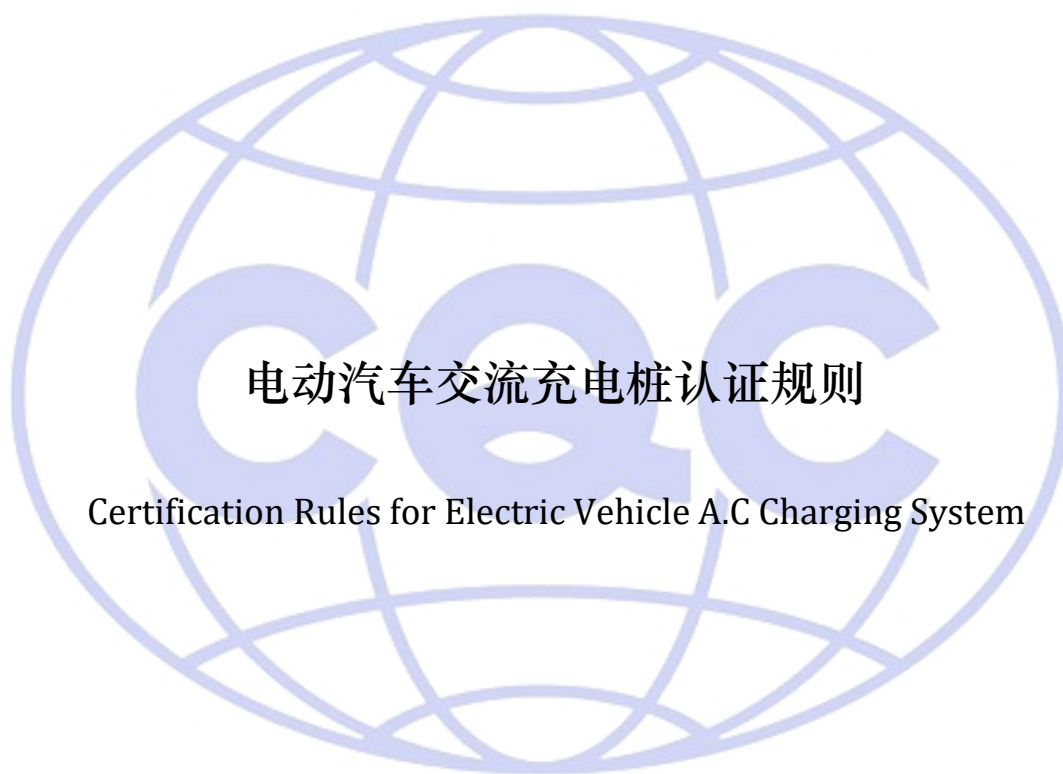 CQC
电动汽车交流充电桩认证规则
Certification Rules for Electric Vehicle A.C Charging System